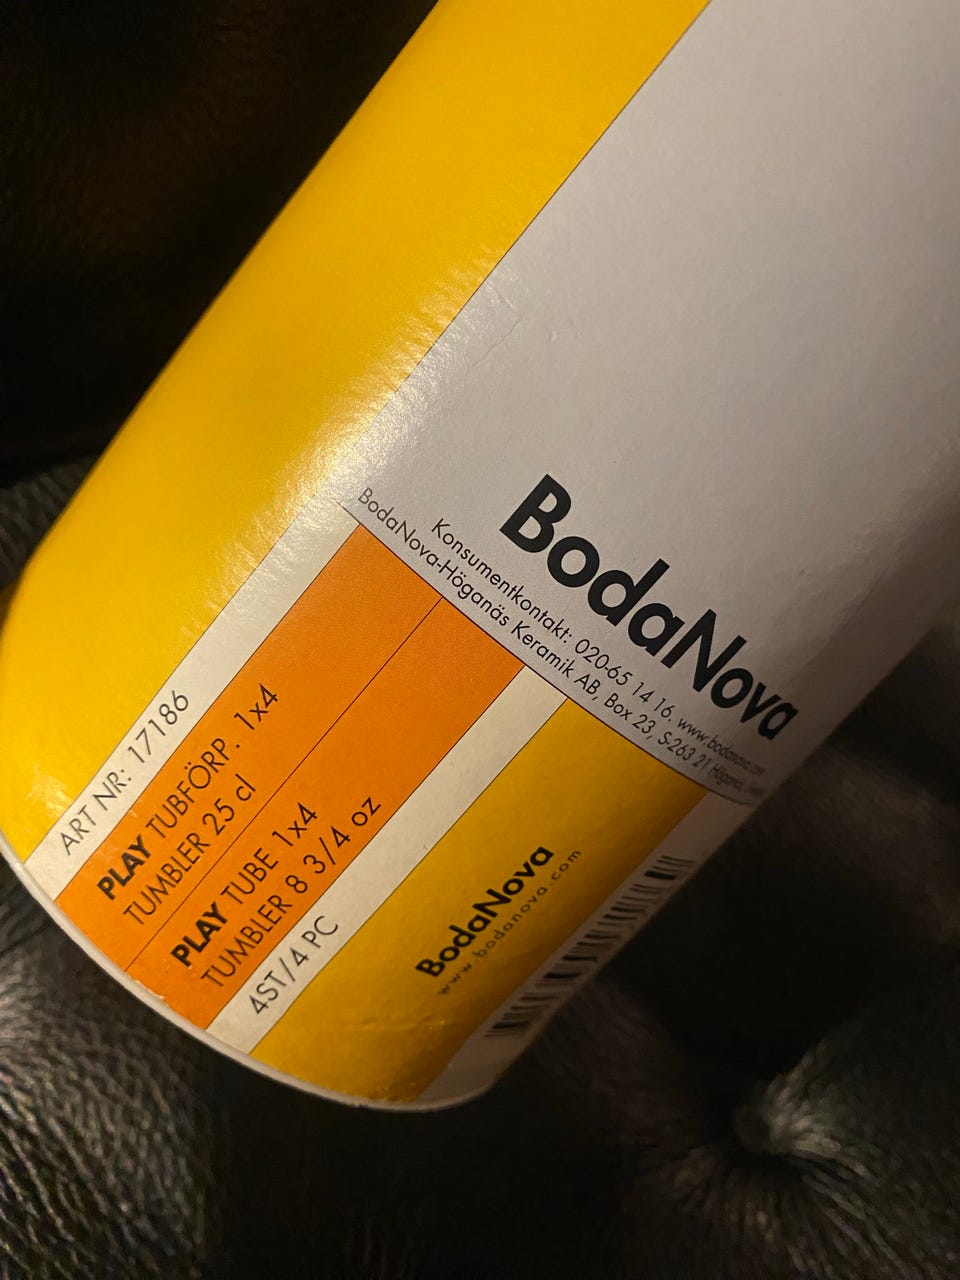 BodaNova
Konsumentkontakt: 020-65 14 16. www.bodanova.com
BodaNova-Höganäs Keramik AB, Box 23, S-263 21 Höganäs,
ART NR: 17186
PLAY TUBFÖRP. 1x4
TUMBLER 25 cl
PLAY TUBE 1x4
TUMBLER 8 3/4 oz
4ST/4 PC
BodaNova
www.bodanova.com